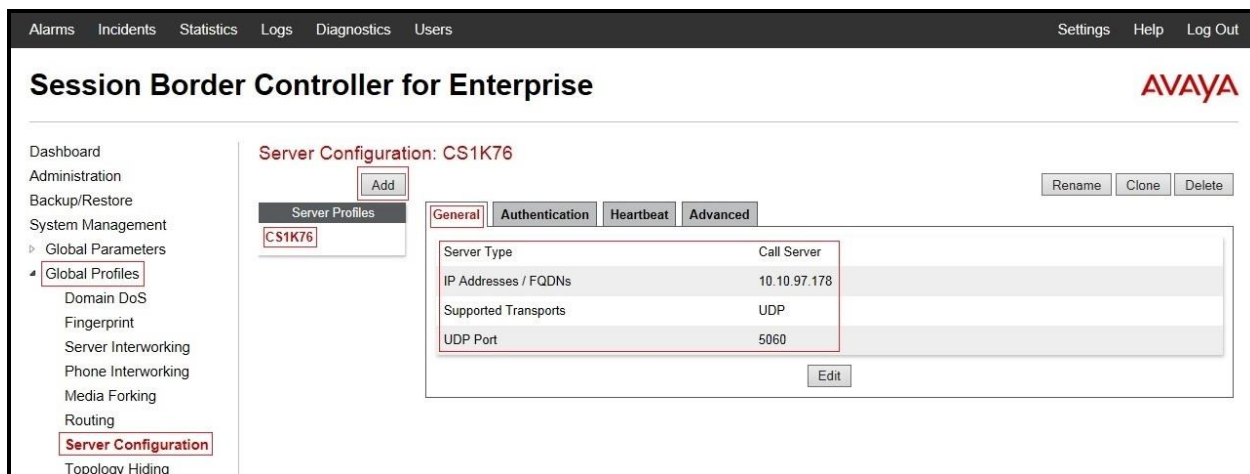 Alarms Incidents Statistics Logs Diagnostics Users Settings Help Log Out
Session Border Controller for Enterprise
AVAYA
Dashboard
Administration
Backup/Restore
System Management
Global Parameters
Global Profiles
Domain DoS
Fingerprint
Server Interworking
Phone Interworking
Media Forking
Routing
Server Configuration
Topology Hiding
Server Configuration: CS1K76
Add
Rename Clone Delete
Server Profiles
CS1K76
General Authentication Heartbeat Advanced
Server Type Call Server
IP Addresses / FQDNs 10.10.97.178
Supported Transports UDP
UDP Port 5060
Edit